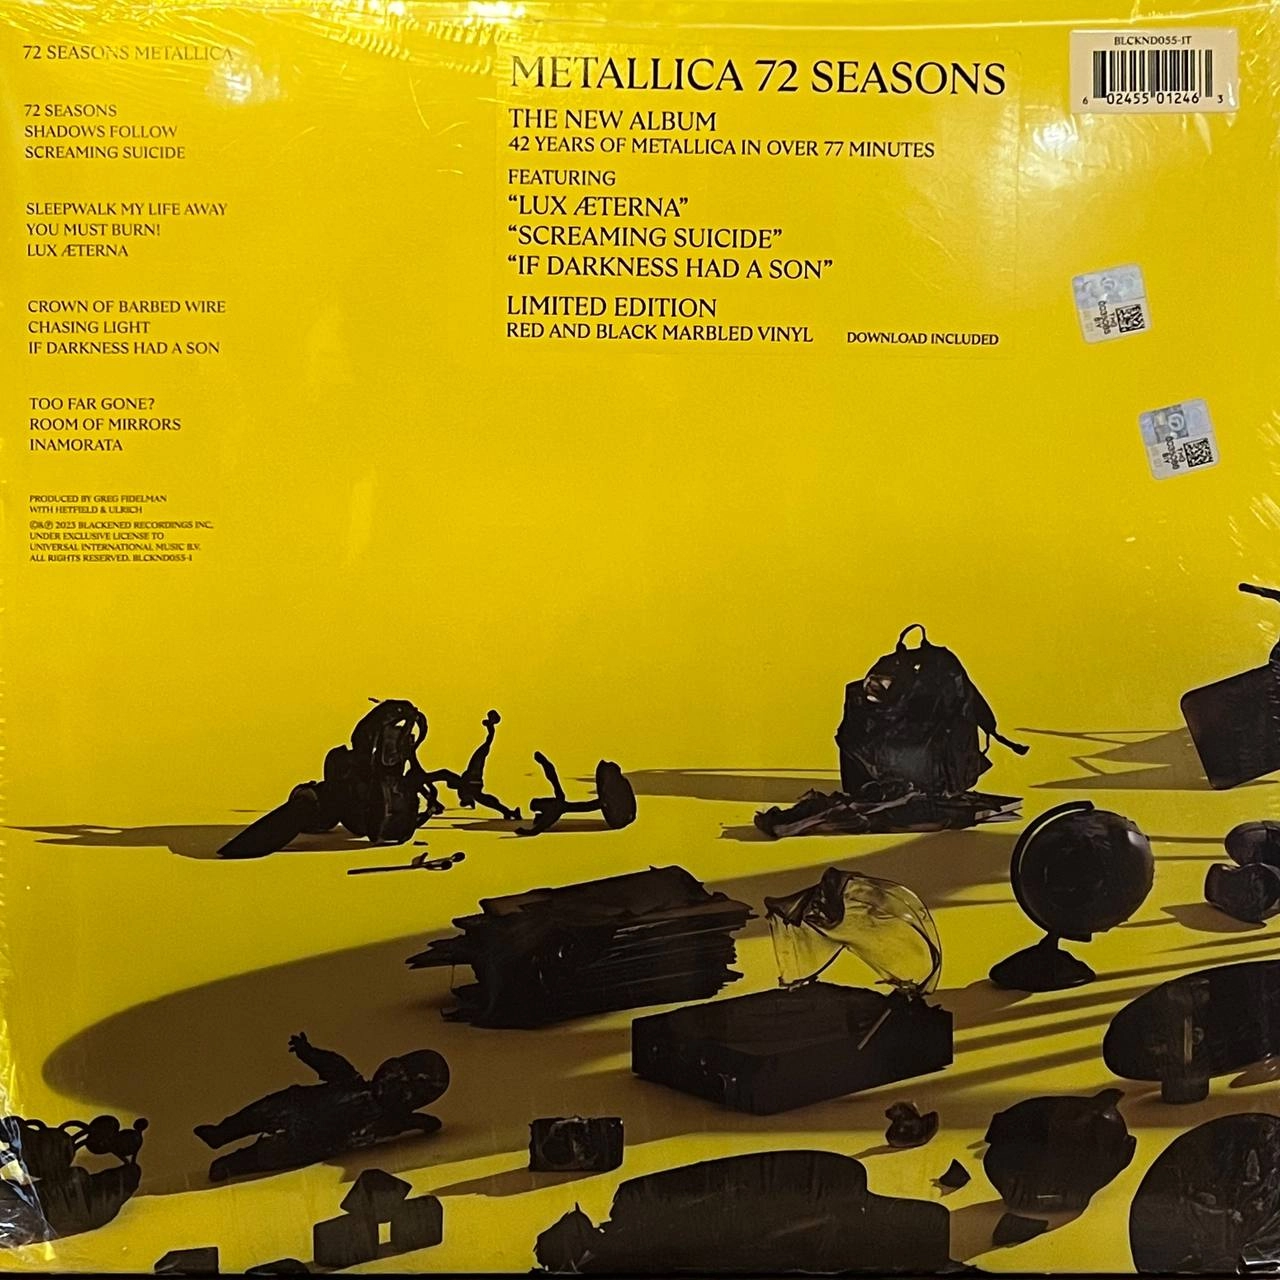 72 SEASONS METALLICA
72 SEASONS
SHADOWS FOLLOW
SCREAMING SUICIDE
SLEEPWALK MY LIFE AWAY
YOU MUST BURN!
LUX ÆTERNA
CROWN OF BARBED WIRE
CHASING LIGHT
IF DARKNESS HAD A SON
TOO FAR GONE?
ROOM OF MIRRORS
INAMORATA
PRODUCED BY GREG FIDELMAN
WITH HETFIELD & ULRICH
©&℗ 2023 BLACKENED RECORDINGS INC.
UNDER EXCLUSIVE LICENSE TO
UNIVERSAL INTERNATIONAL MUSIC B.V.
ALL RIGHTS RESERVED. BLCKND055-1
METALLICA 72 SEASONS
THE NEW ALBUM
42 YEARS OF METALLICA IN OVER 77 MINUTES
FEATURING
“LUX ÆTERNA”
“SCREAMING SUICIDE”
“IF DARKNESS HAD A SON”
LIMITED EDITION
RED AND BLACK MARBLED VINYL DOWNLOAD INCLUDED
BLCKND055-1T
6 02455 01246 3